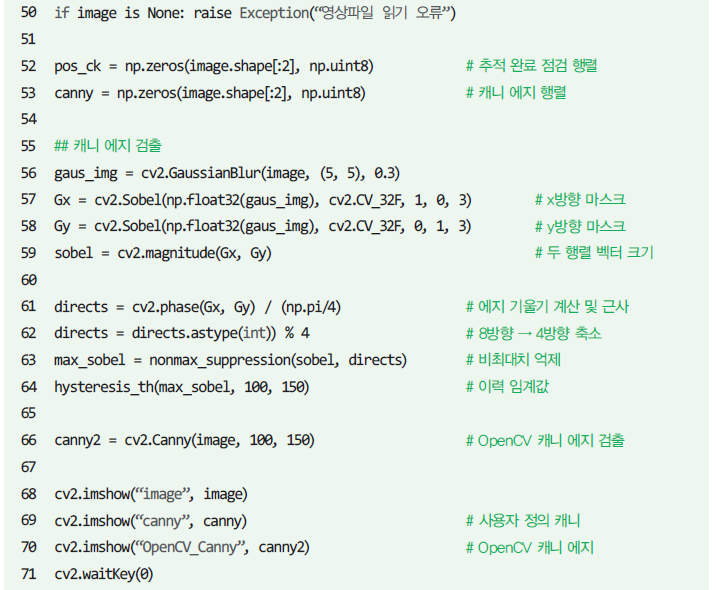 50 if image is None: raise Exception(“영상파일 읽기 오류”)
51
52 pos_ck = np.zeros(image.shape[:2], np.uint8) # 추적 완료 점검 행렬
53 canny = np.zeros(image.shape[:2], np.uint8) # 캐니 에지 행렬
54
55 ## 캐니 에지 검출
56 gaus_img = cv2.GaussianBlur(image, (5, 5), 0.3)
57 Gx = cv2.Sobel(np.float32(gaus_img), cv2.CV_32F, 1, 0, 3) # x방향 마스크
58 Gy = cv2.Sobel(np.float32(gaus_img), cv2.CV_32F, 0, 1, 3) # y방향 마스크
59 sobel = cv2.magnitude(Gx, Gy) # 두 행렬 벡터 크기
60
61 directs = cv2.phase(Gx, Gy) / (np.pi/4) # 에지 기울기 계산 및 근사
62 directs = directs.astype(int)) % 4 # 8방향 → 4방향 축소
63 max_sobel = nonmax_suppression(sobel, directs) # 비최대치 억제
64 hysteresis_th(max_sobel, 100, 150) # 이력 임계값
65
66 canny2 = cv2.Canny(image, 100, 150) # OpenCV 캐니 에지 검출
67
68 cv2.imshow(“image”, image)
69 cv2.imshow(“canny”, canny) # 사용자 정의 캐니
70 cv2.imshow(“OpenCV_Canny”, canny2) # OpenCV 캐니 에지
71 cv2.waitKey(0)